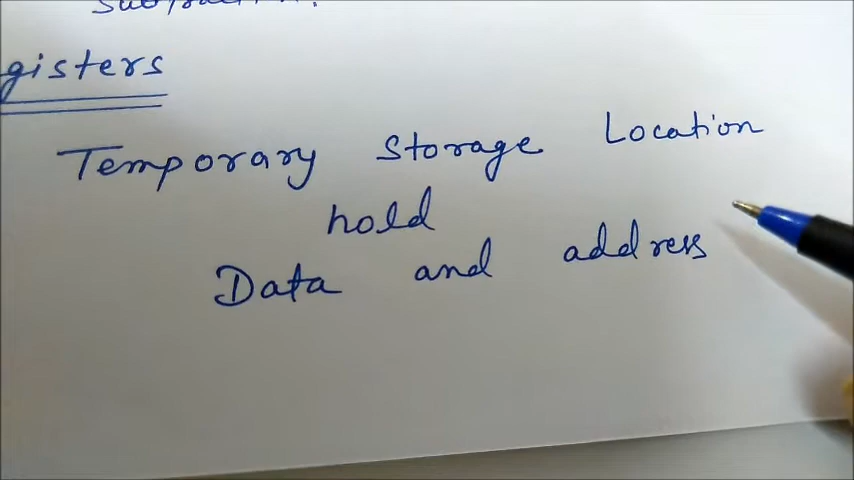 gisters
Temporary Storage Location
hold
Data and address